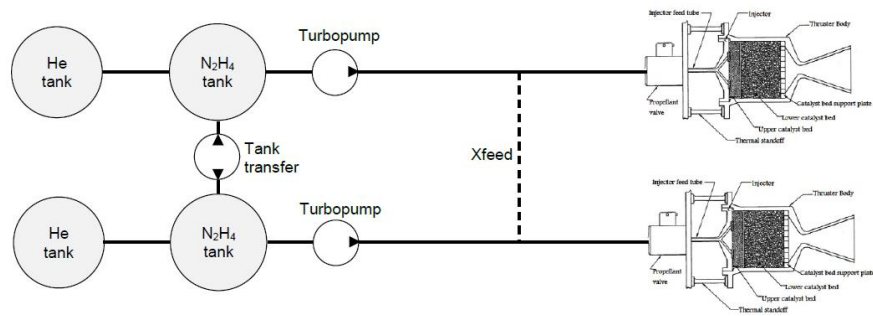 He
tank
N₂H₄
tank
Turbopump
Tank
transfer
Xfeed
He
tank
N₂H₄
tank
Turbopump
Injector feed tube
Injector
Thruster Body
Propellant
valve
Catalyst bed support plate
Lower catalyst bed
Upper catalyst bed
Thermal standoff
Injector feed tube
Injector
Thruster Body
Propellant
valve
Catalyst bed support plate
Lower catalyst bed
Upper catalyst bed
Thermal standoff